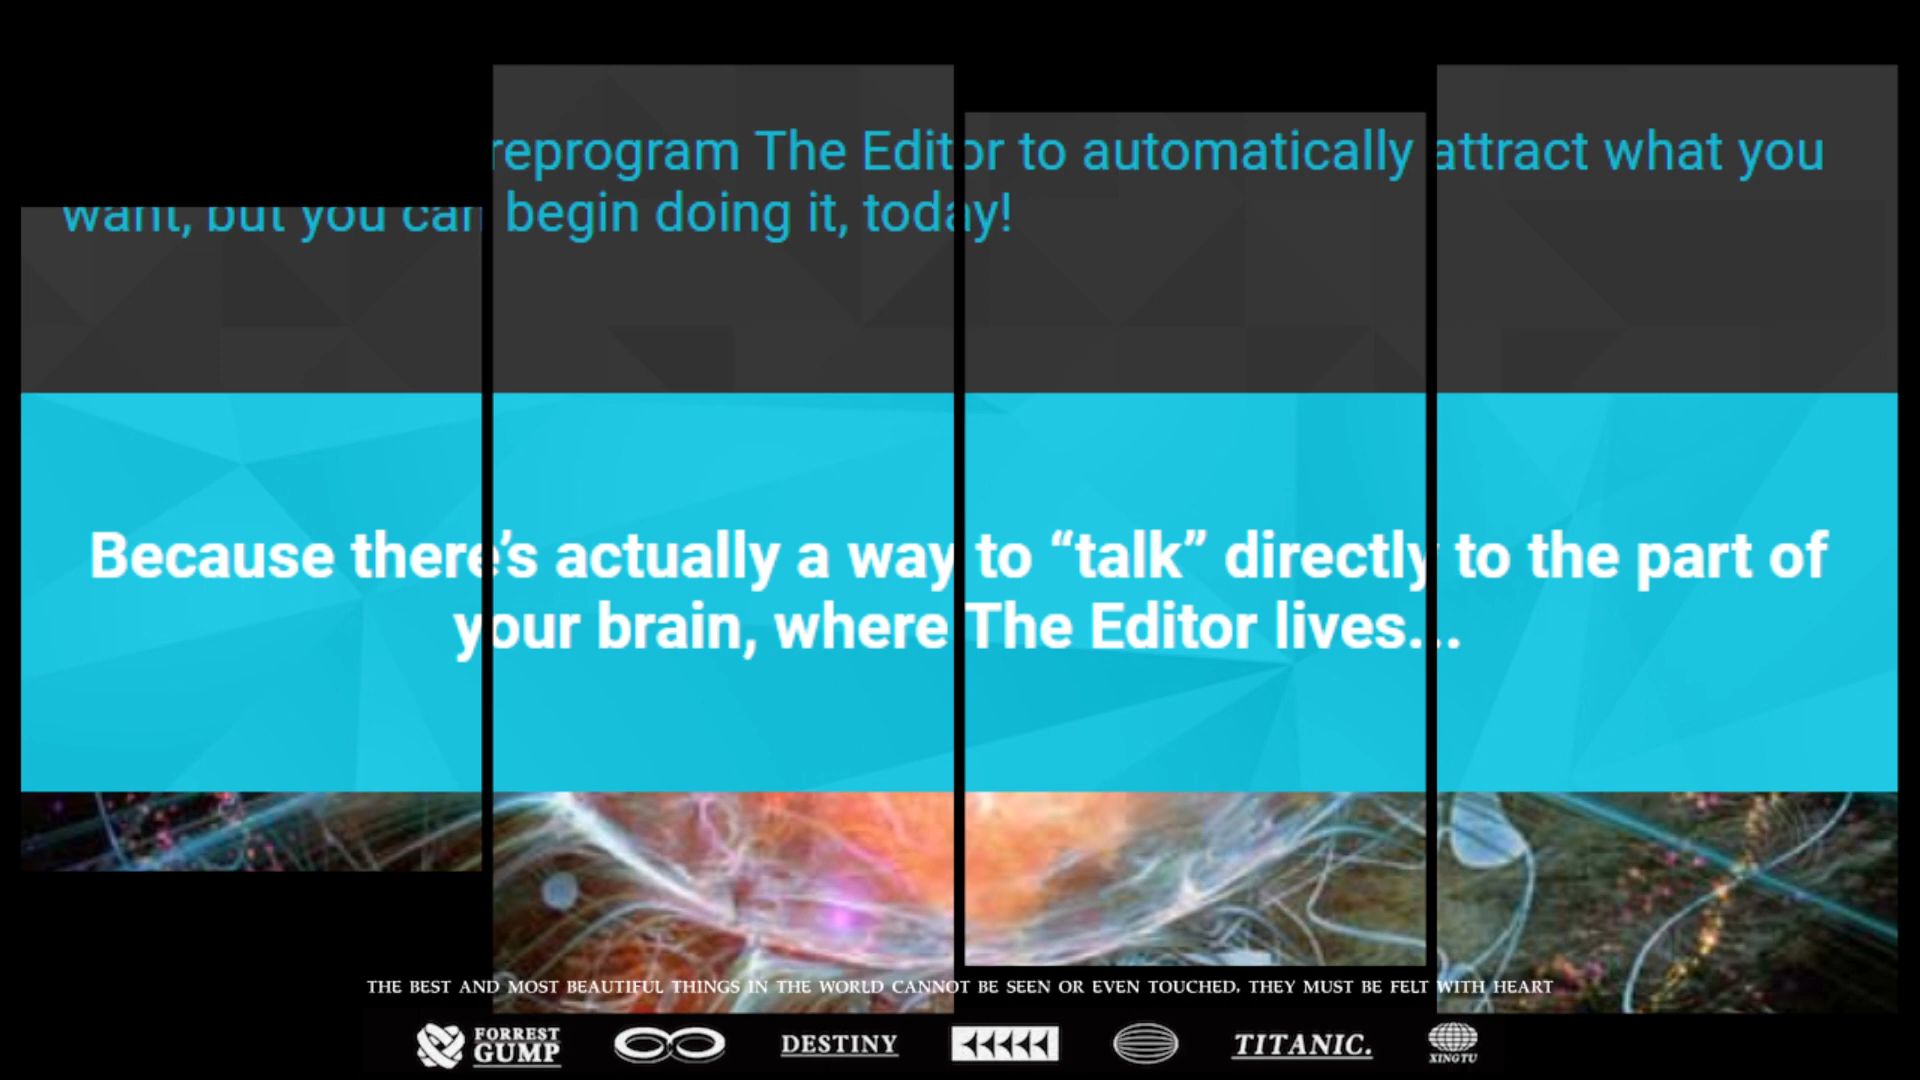 reprogram The Editor to automatically attract what you
want, but you can begin doing it, today!
Because there’s actually a way to “talk” directly to the part of
your brain, where The Editor lives...
THE BEST AND MOST BEAUTIFUL THINGS IN THE WORLD CANNOT BE SEEN OR EVEN TOUCHED, THEY MUST BE FELT WITH HEART
FORREST
GUMP
DESTINY
TITANIC.
XINGTU